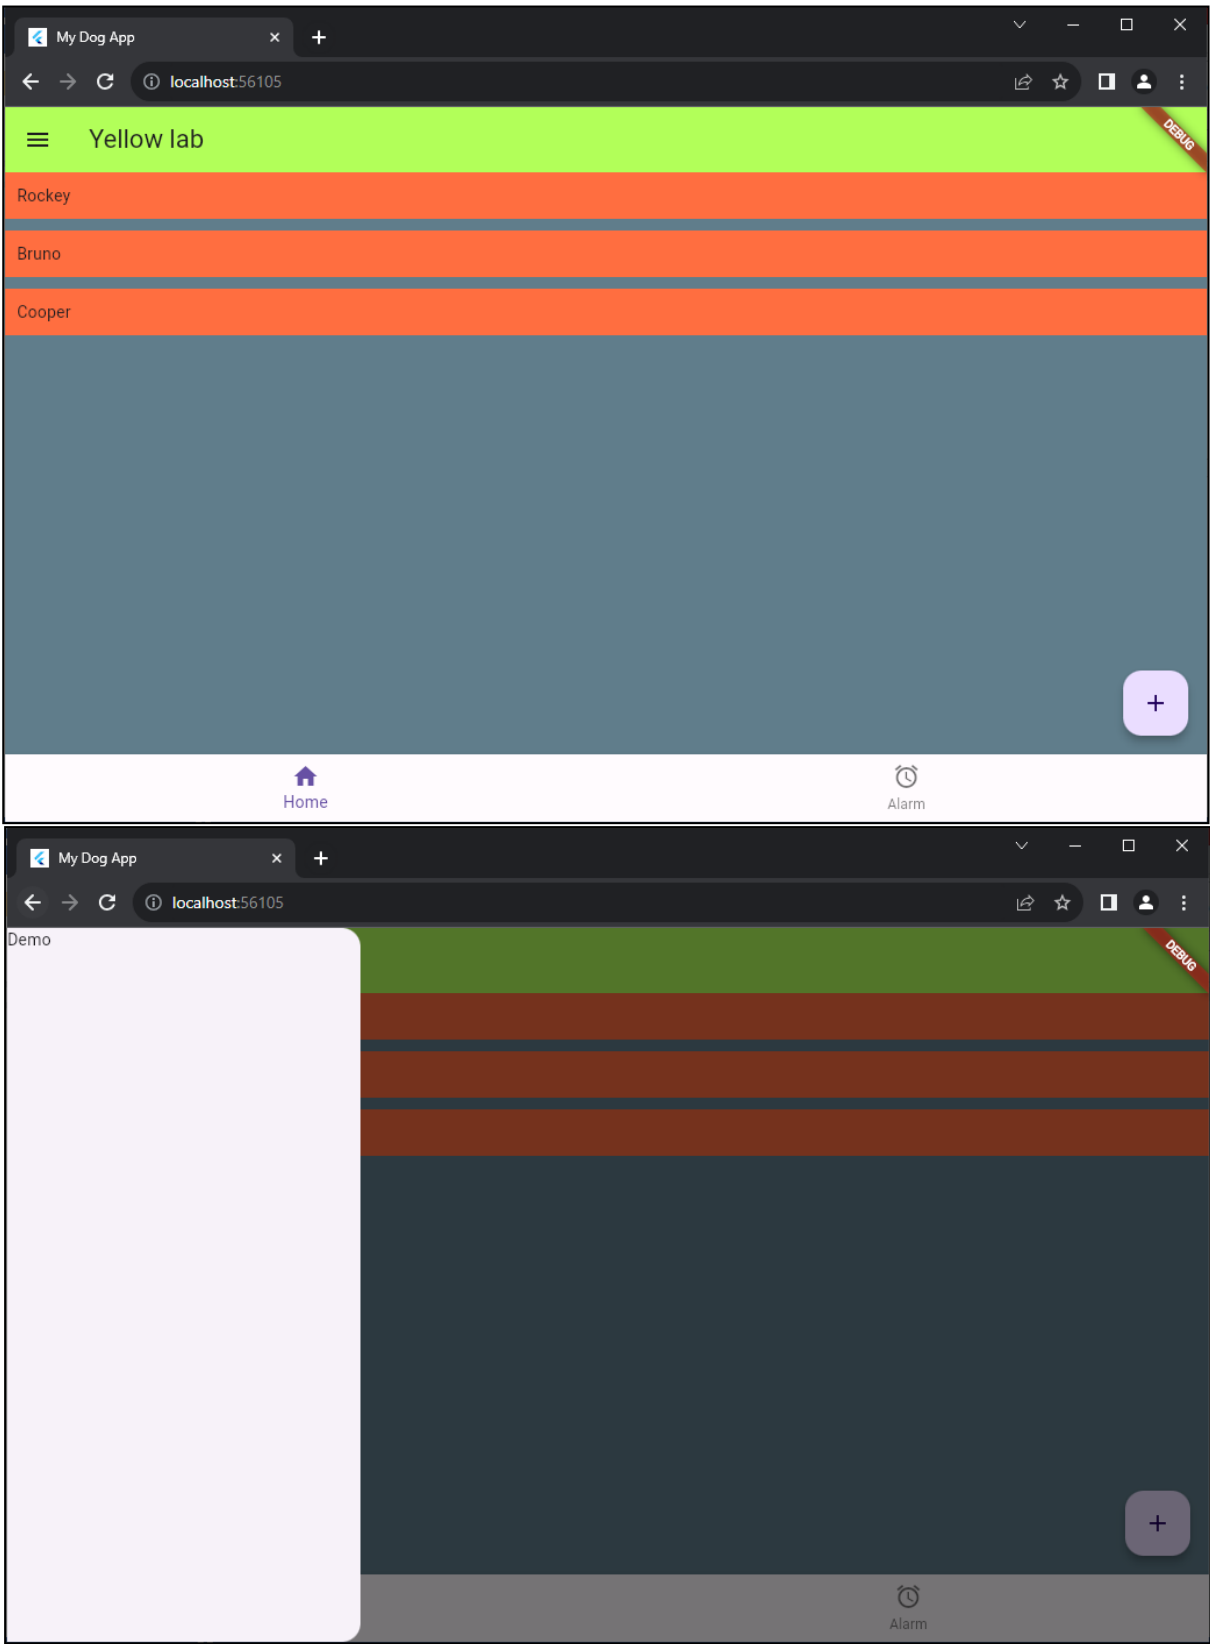 My Dog App
localhost:56105
Yellow lab
DEBUG
Rockey
Bruno
Cooper
Home
Alarm
My Dog App
localhost:56105
Demo
DEBUG
Alarm